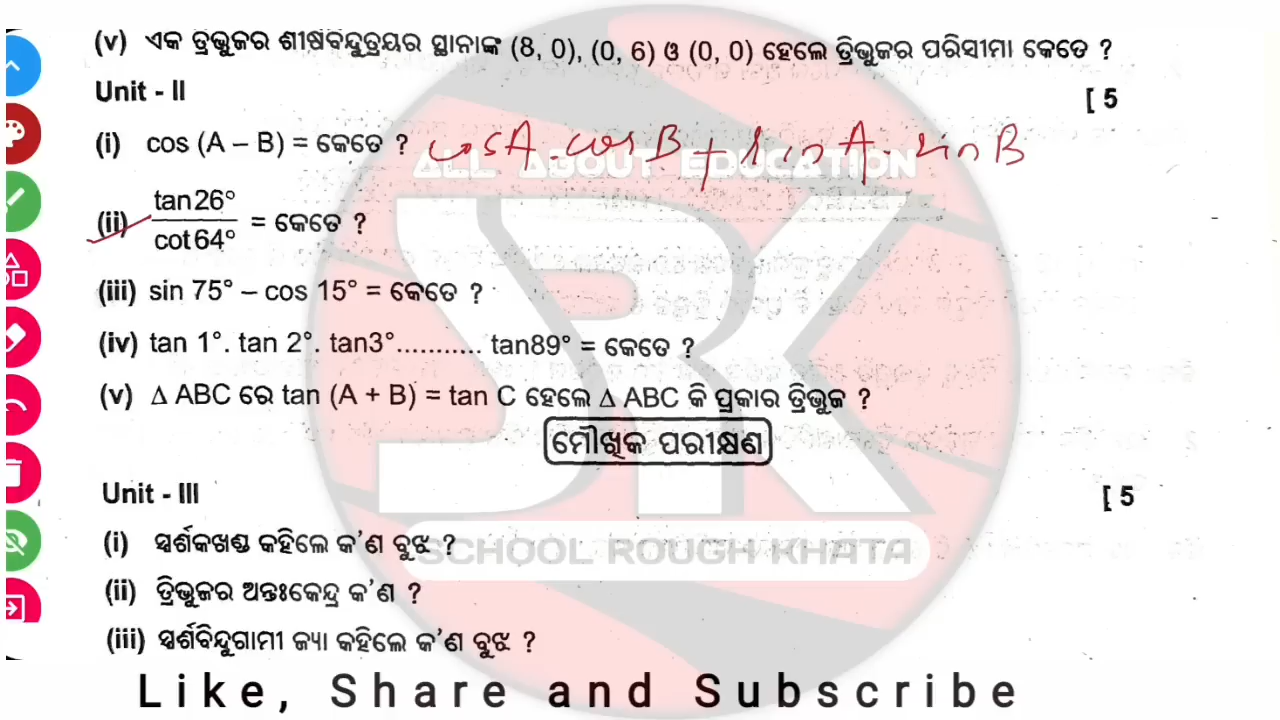 (v) ଏକ ତ୍ରିଭୁଜର ଶୀର୍ଷବିନ୍ଦୁତ୍ରୟର ସ୍ଥାନାଙ୍କ (8, 0), (0, 6) ଓ (0, 0) ହେଲେ ତ୍ରିଭୁଜର ପରିସୀମା କେତେ ?
Unit - II [ 5
(i) cos (A – B) = କେତେ ? cosA.cosB + sinA.sinB
ALL ABOUT EDUCATION
(ii) tan26° / cot64° = କେତେ ?
(iii) sin 75° – cos 15° = କେତେ ?
(iv) tan 1°. tan 2°. tan3°........... tan89° = କେତେ ?
(v) Δ ABC ରେ tan (A + B) = tan C ହେଲେ Δ ABC କି ପ୍ରକାର ତ୍ରିଭୁଜ ?
ମୌଖିକ ପରୀକ୍ଷଣ
SRK
Unit - III [ 5
(i) ସ୍ପର୍ଶକଖଣ୍ଡ କହିଲେ କ'ଣ ବୁଝ ?
SCHOOL ROUGH KHATA
(ii) ତ୍ରିଭୁଜର ଅନ୍ତଃକେନ୍ଦ୍ର କ'ଣ ?
(iii) ସ୍ପର୍ଶବିନ୍ଦୁଗାମୀ ଜ୍ୟା କହିଲେ କ'ଣ ବୁଝ ?
Like, Share and Subscribe